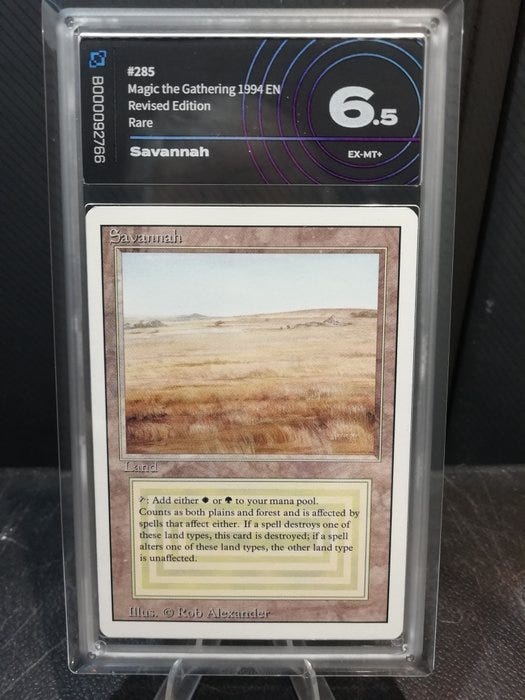 #285
Magic the Gathering 1994 EN
Revised Edition
Rare
Savannah
6.5
EX-MT+
B000092766
Savannah
Land
: Add either or to your mana pool.
Counts as both plains and forest and is affected by
spells that affect either. If a spell destroys one of
these land types, this card is destroyed; if a spell
alters one of these land types, the other land type
is unaffected.
Illus. © Rob Alexander